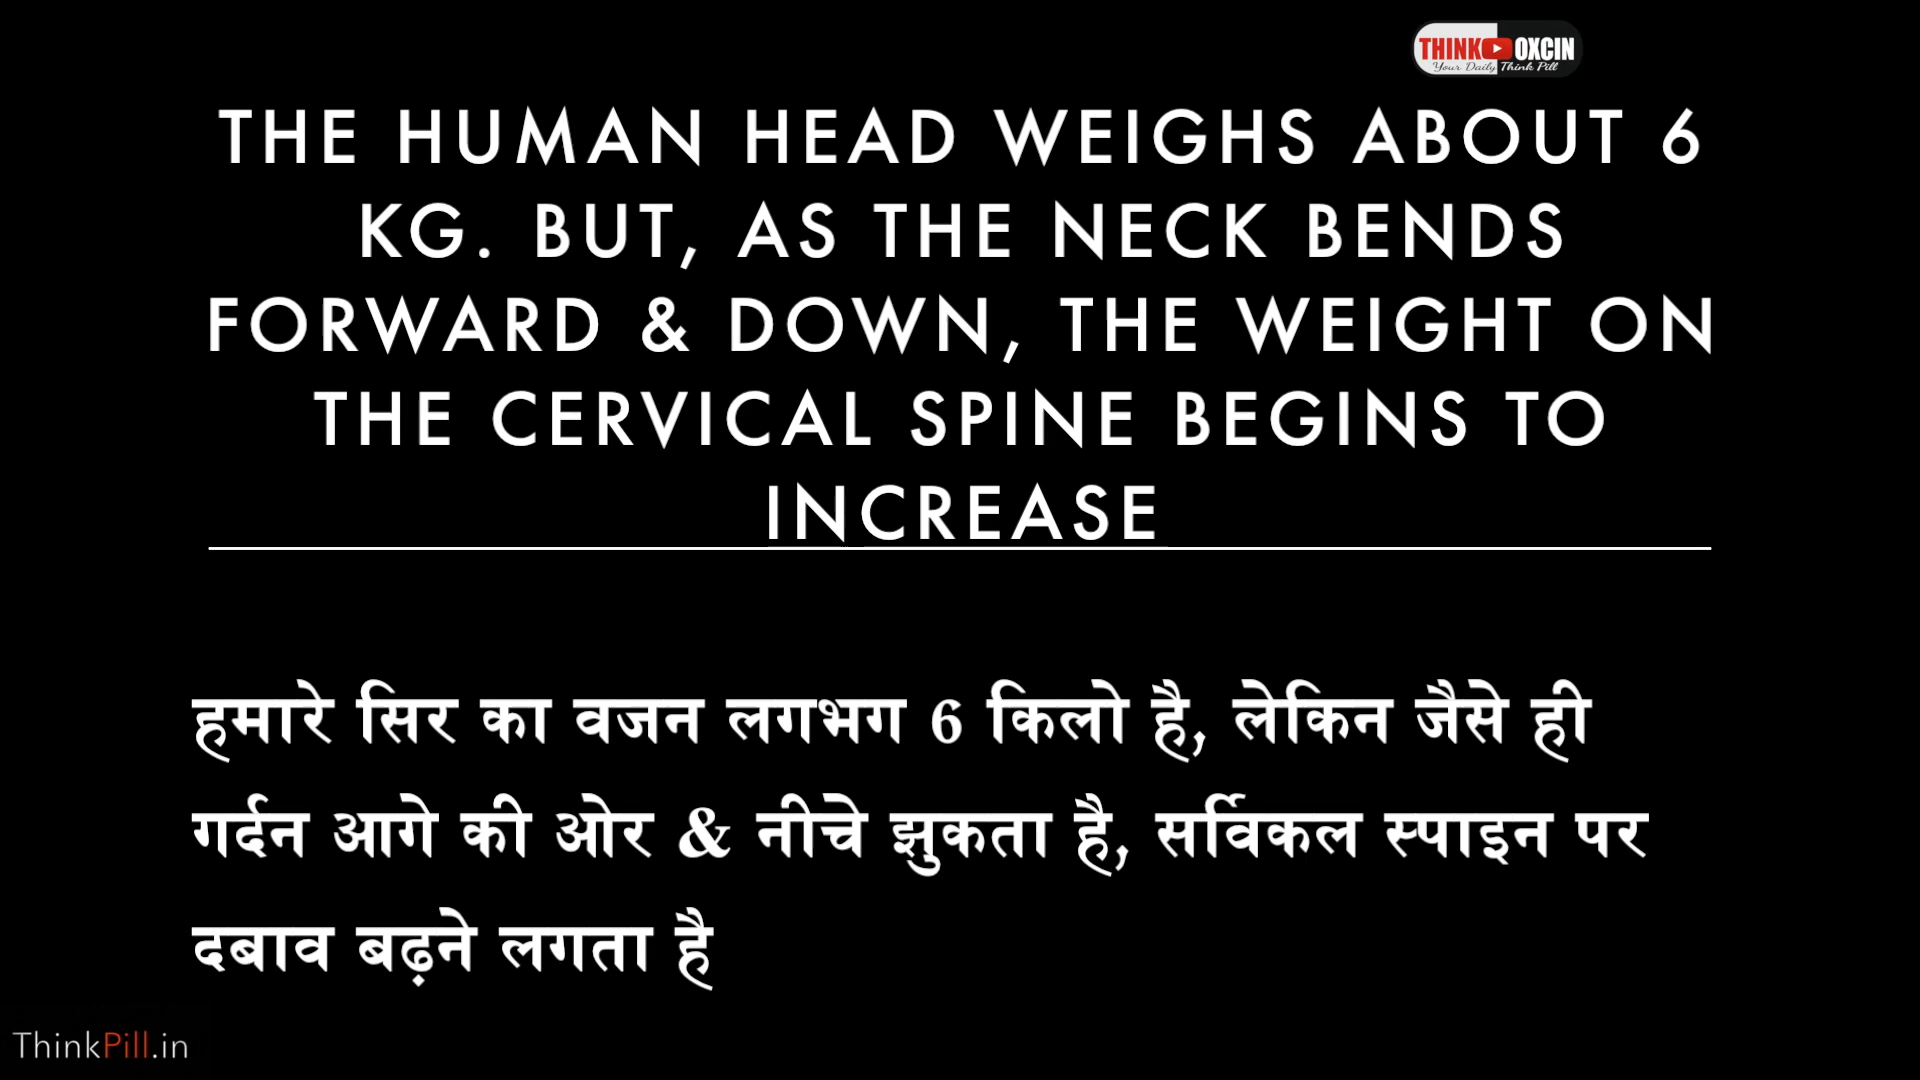 THINK OXCIN
Your Daily Think Pill
THE HUMAN HEAD WEIGHS ABOUT 6
KG. BUT, AS THE NECK BENDS
FORWARD & DOWN, THE WEIGHT ON
THE CERVICAL SPINE BEGINS TO
INCREASE
हमारे सिर का वजन लगभग 6 किलो है, लेकिन जैसे ही
गर्दन आगे की ओर & नीचे झुकता है, सर्विकल स्पाइन पर
दबाव बढ़ने लगता है
ThinkPill.in